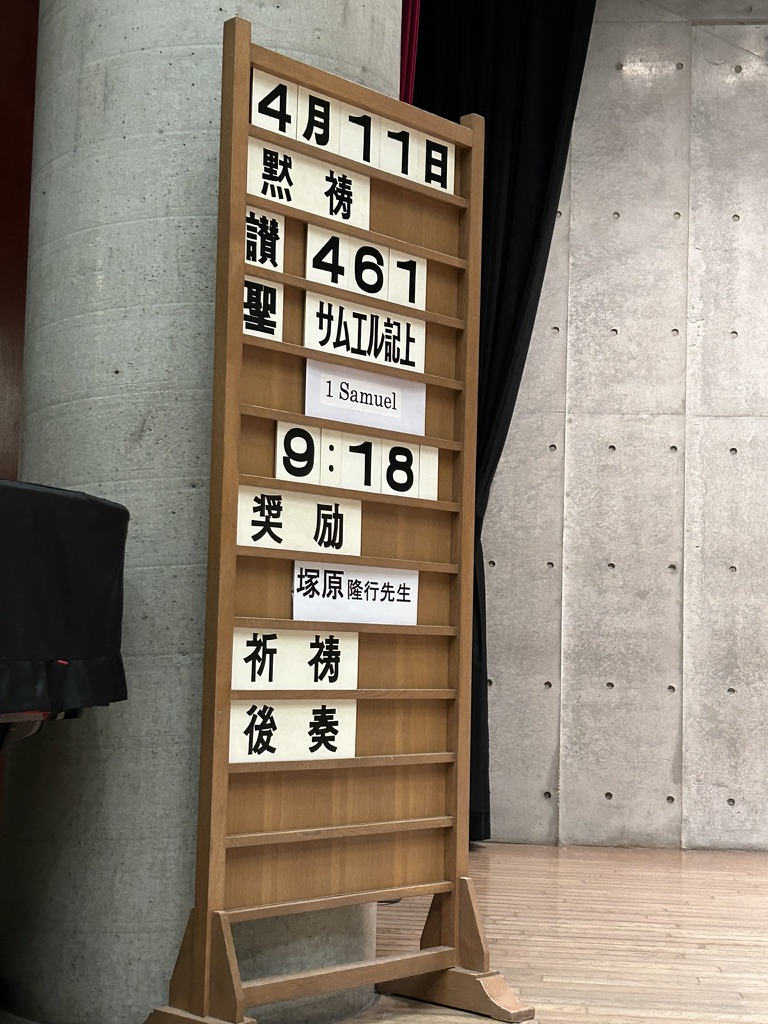 4月11日
黙祷
讃 461
聖 サムエル記上
1 Samuel
9:18
奨励
塚原 隆行先生
祈祷
後奏